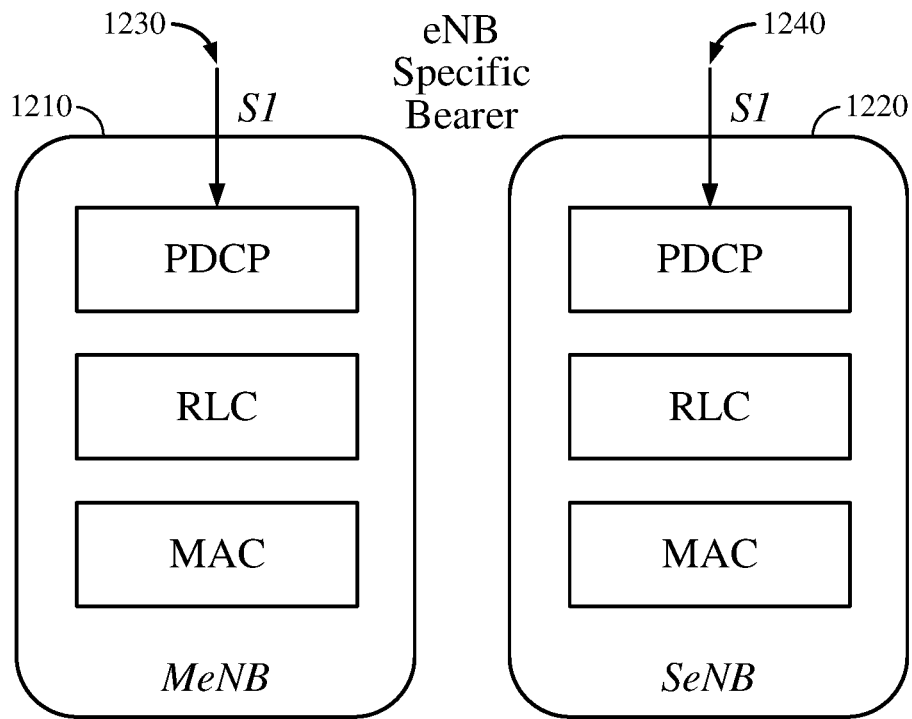 1230
eNB
Specific
Bearer
1240
1210
S1
S1
1220
PDCP
PDCP
RLC
RLC
MAC
MAC
MeNB
SeNB